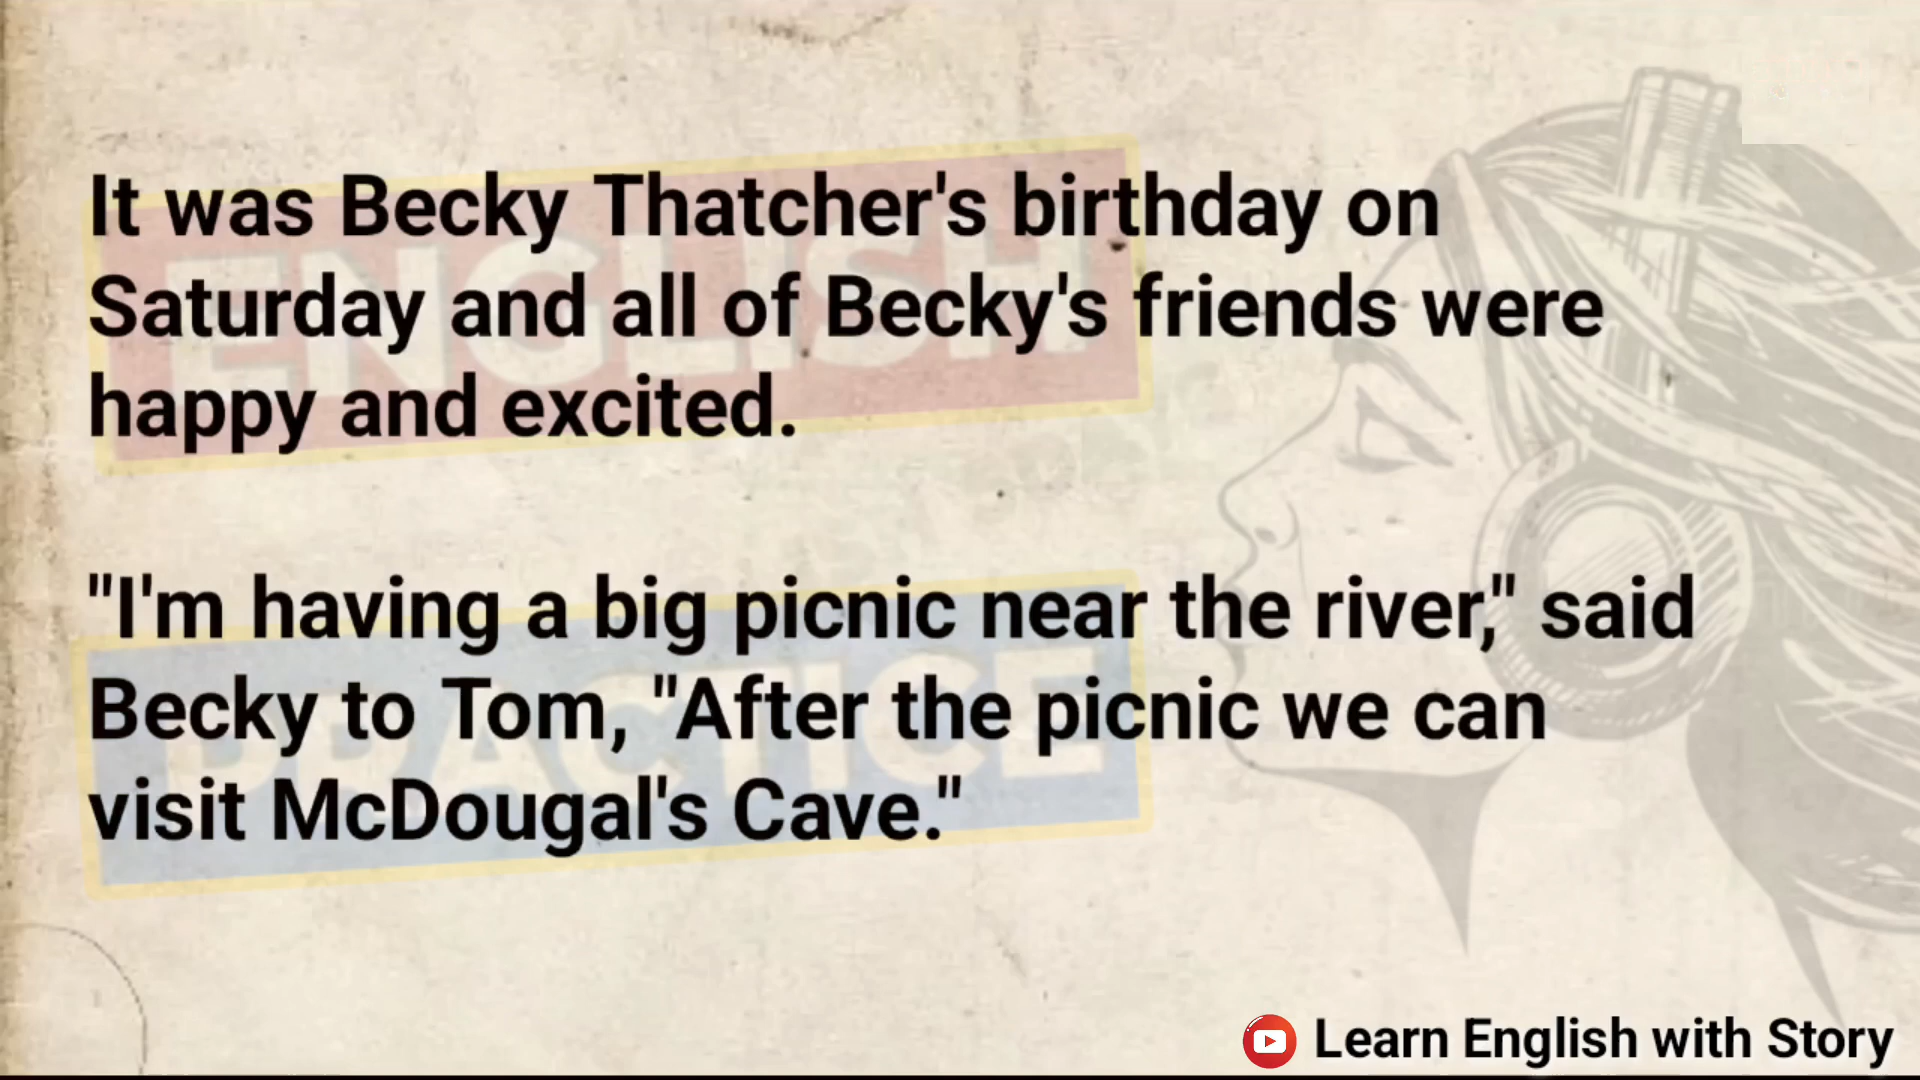 It was Becky Thatcher's birthday on
Saturday and all of Becky's friends were
happy and excited.
"I'm having a big picnic near the river," said
Becky to Tom, "After the picnic we can
visit McDougal's Cave."
ENGLISH
PRACTICE
Learn English with Story